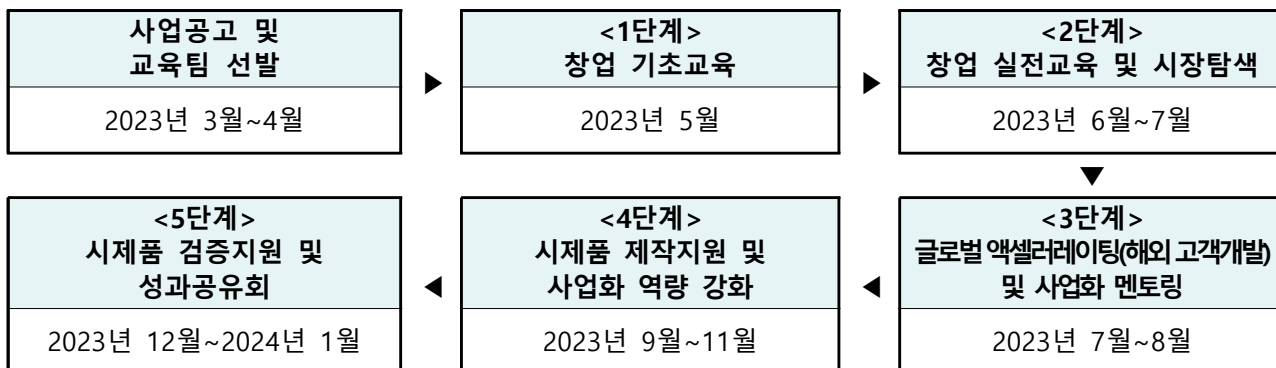 사업공고 및
교육팀 선발
2023년 3월~4월
▶
<1단계>
창업 기초교육
2023년 5월
▶
<2단계>
창업 실전교육 및 시장탐색
2023년 6월~7월
▼
<3단계>
글로벌 액셀러레이팅(해외 고객개발)
및 사업화 멘토링
2023년 7월~8월
◀
<4단계>
시제품 제작지원 및
사업화 역량 강화
2023년 9월~11월
◀
<5단계>
시제품 검증지원 및
성과공유회
2023년 12월~2024년 1월